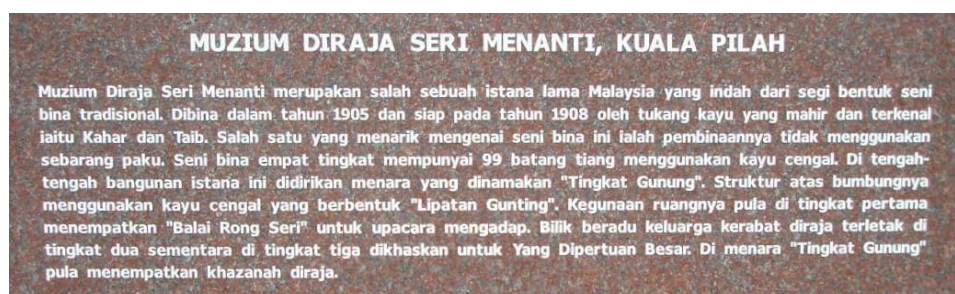 MUZIUM DIRAJA SERI MENANTI, KUALA PILAH
Muzium Diraja Seri Menanti merupakan salah sebuah istana lama Malaysia yang indah dari segi bentuk seni
bina tradisional. Dibina dalam tahun 1905 dan siap pada tahun 1908 oleh tukang kayu yang mahir dan terkenal
iaitu Kahar dan Taib. Salah satu yang menarik mengenai seni bina ini ialah pembinaannya tidak menggunakan
sebarang paku. Seni bina empat tingkat mempunyai 99 batang tiang menggunakan kayu cengal. Di tengah-
tengah bangunan istana ini didirikan menara yang dinamakan "Tingkat Gunung". Struktur atas bumbungnya
menggunakan kayu cengal yang berbentuk "Lipatan Gunting". Kegunaan ruangnya pula di tingkat pertama
menempatkan "Balai Rong Seri" untuk upacara mengadap. Bilik beradu keluarga kerabat diraja terletak di
tingkat dua sementara di tingkat tiga dikhaskan untuk Yang Dipertuan Besar. Di menara "Tingkat Gunung"
pula menempatkan khazanah diraja.